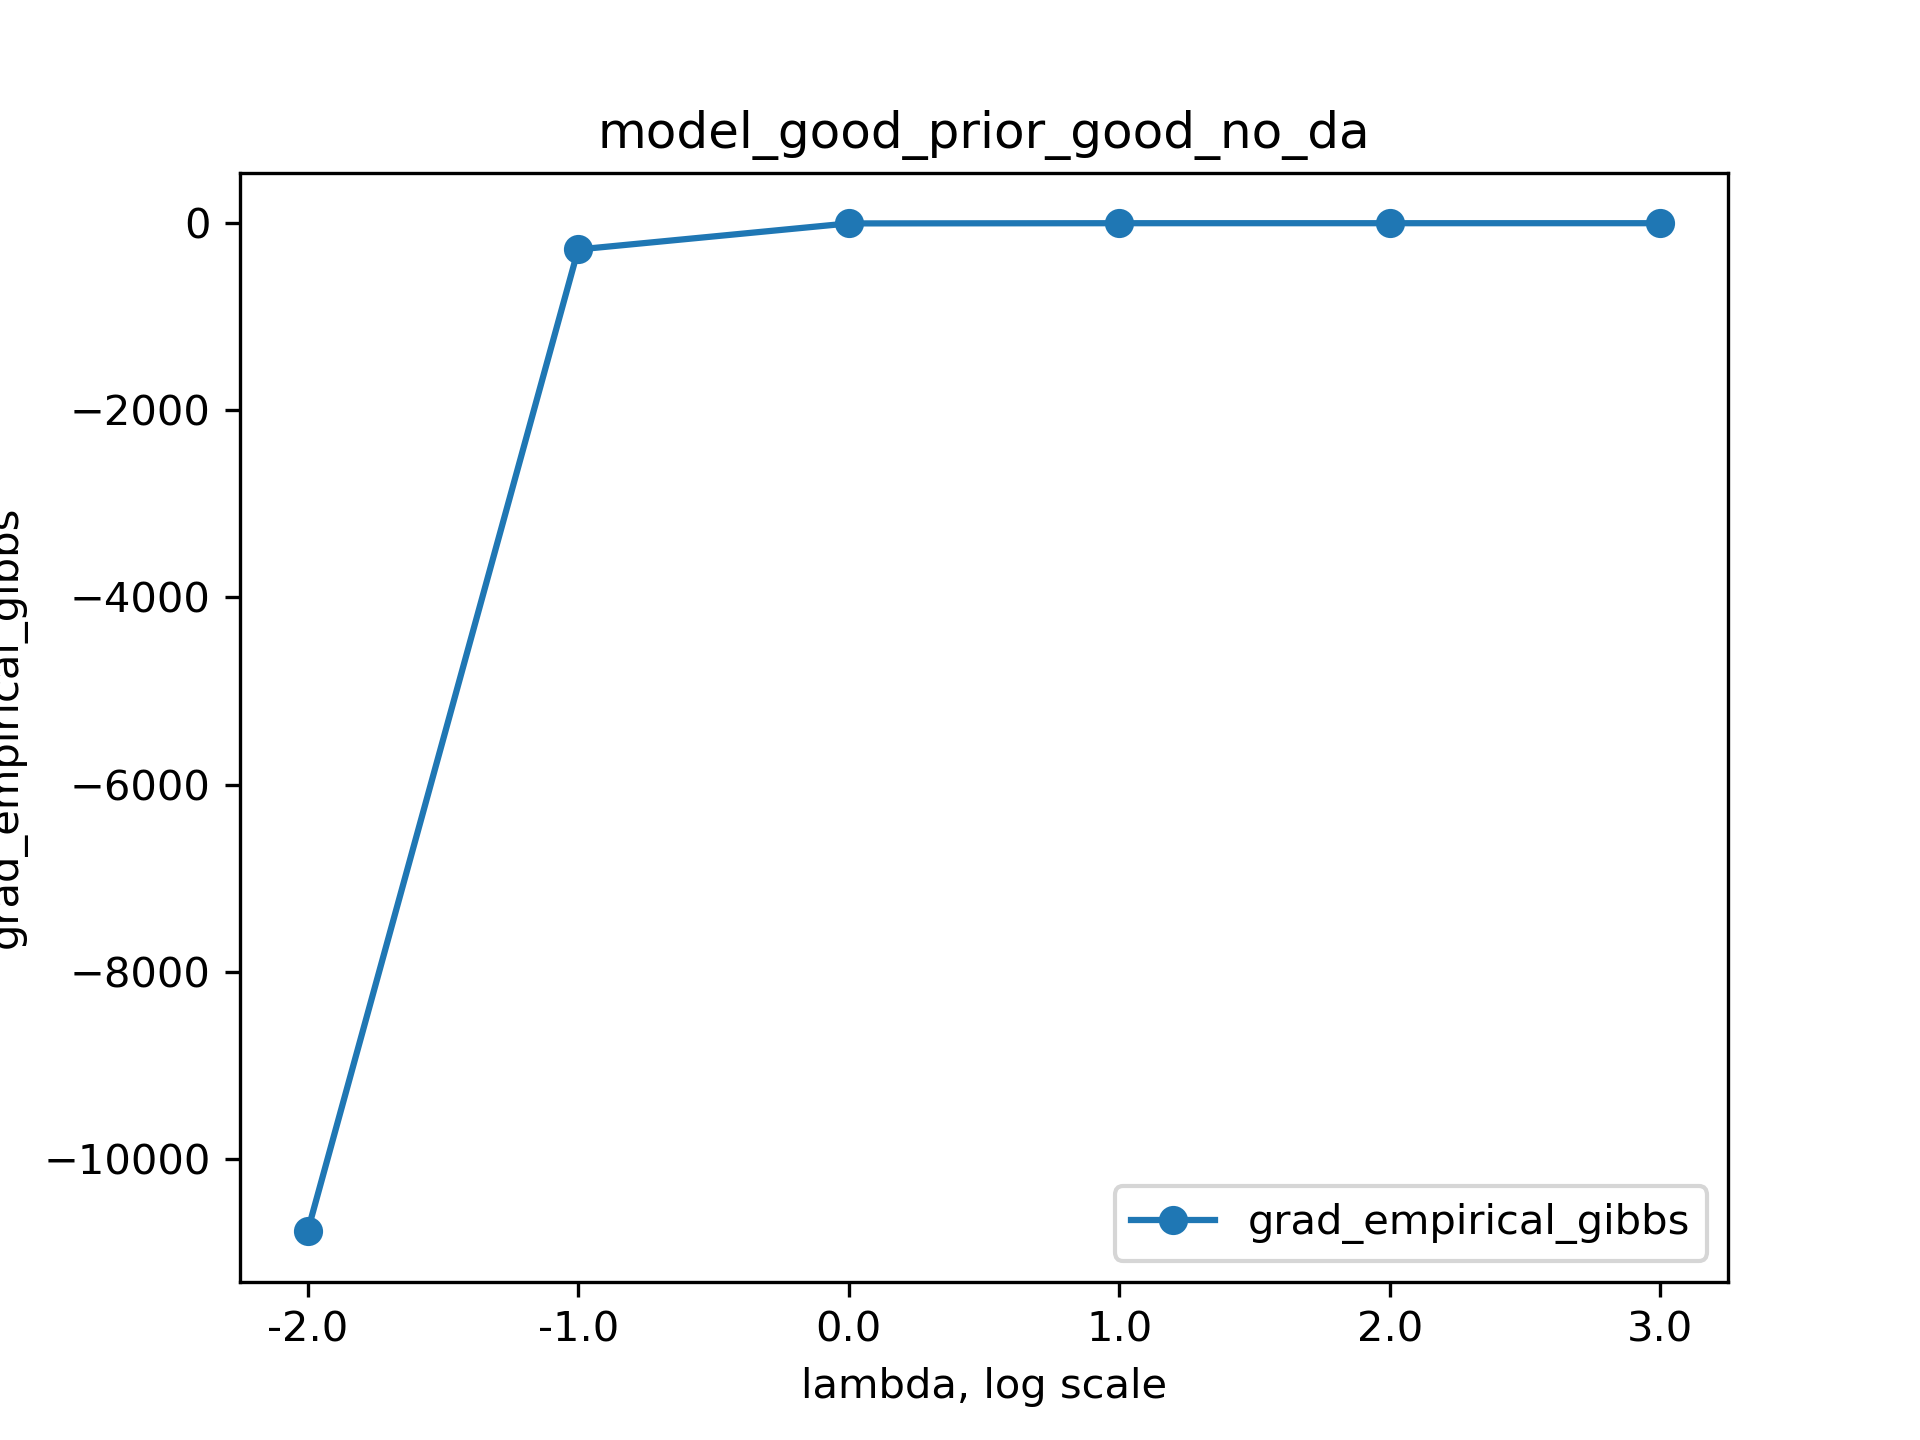 model_good_prior_good_no_da
0
−2000
−4000
−6000
−8000
−10000
grad_empirical_gibbs
-2.0 -1.0 0.0 1.0 2.0 3.0
lambda, log scale
grad_empirical_gibbs